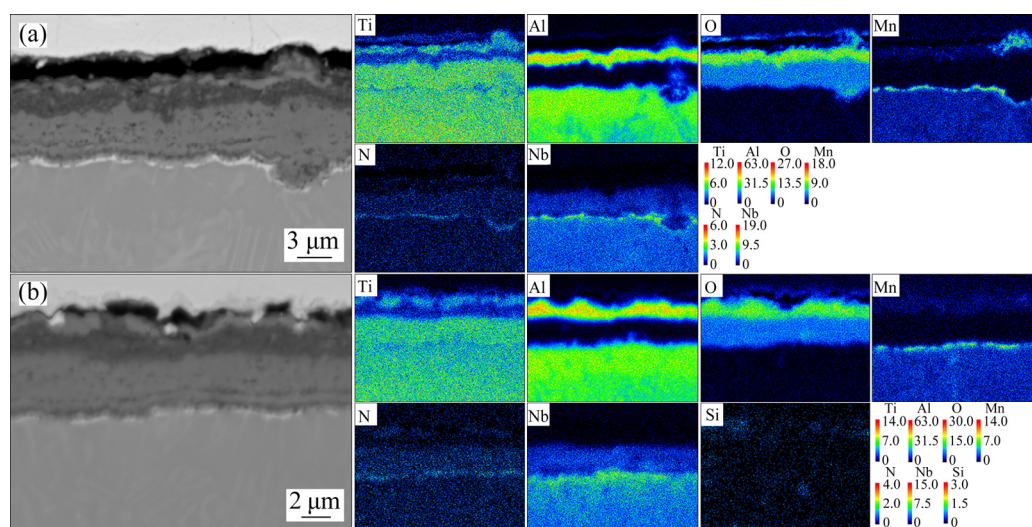 (a)
3 μm
Ti
Al
O
Mn
N
Nb
Ti Al O Mn
12.0 63.0 27.0 18.0
6.0 31.5 13.5 9.0
0 0 0 0
N Nb
6.0 19.0
3.0 9.5
0 0
(b)
2 μm
Ti
Al
O
Mn
N
Nb
Si
Ti Al O Mn
14.0 63.0 30.0 14.0
7.0 31.5 15.0 7.0
0 0 0 0
N Nb Si
4.0 15.0 3.0
2.0 7.5 1.5
0 0 0